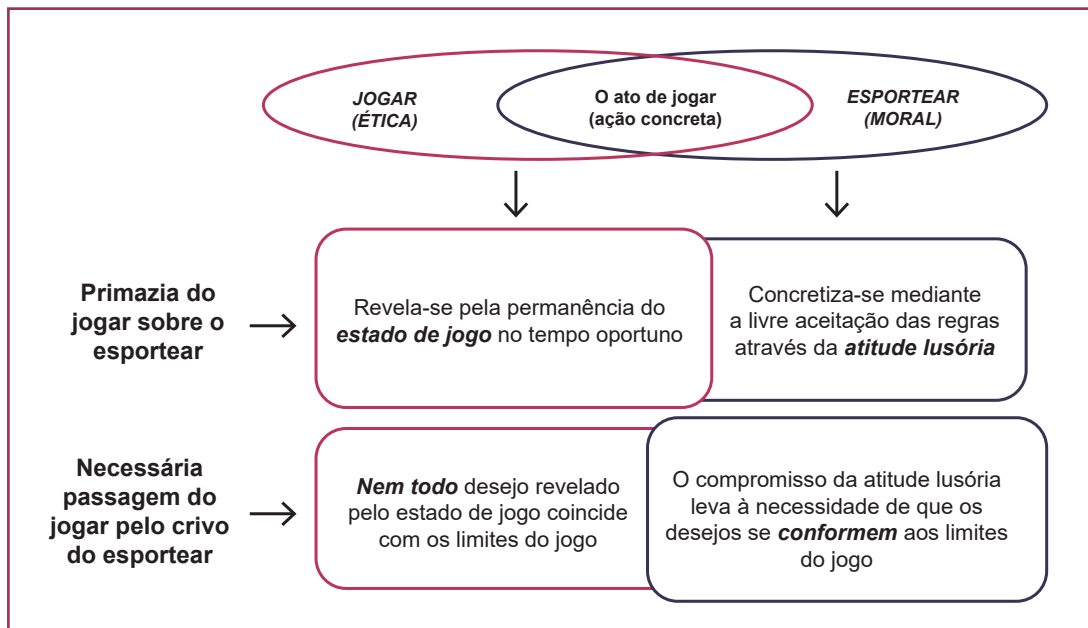 JOGAR
(ÉTICA)
O ato de jogar
(ação concreta)
ESPORTEAR
(MORAL)
Primazia do
jogar sobre o
esportear
Revela-se pela permanência do
estado de jogo no tempo oportuno
Concretiza-se mediante
a livre aceitação das regras
através da atitude lusória
Necessária
passagem do
jogar pelo crivo
do esportear
Nem todo desejo revelado
pelo estado de jogo coincide
com os limites do jogo
O compromisso da atitude lusória
leva à necessidade de que os
desejos se conformem aos limites
do jogo